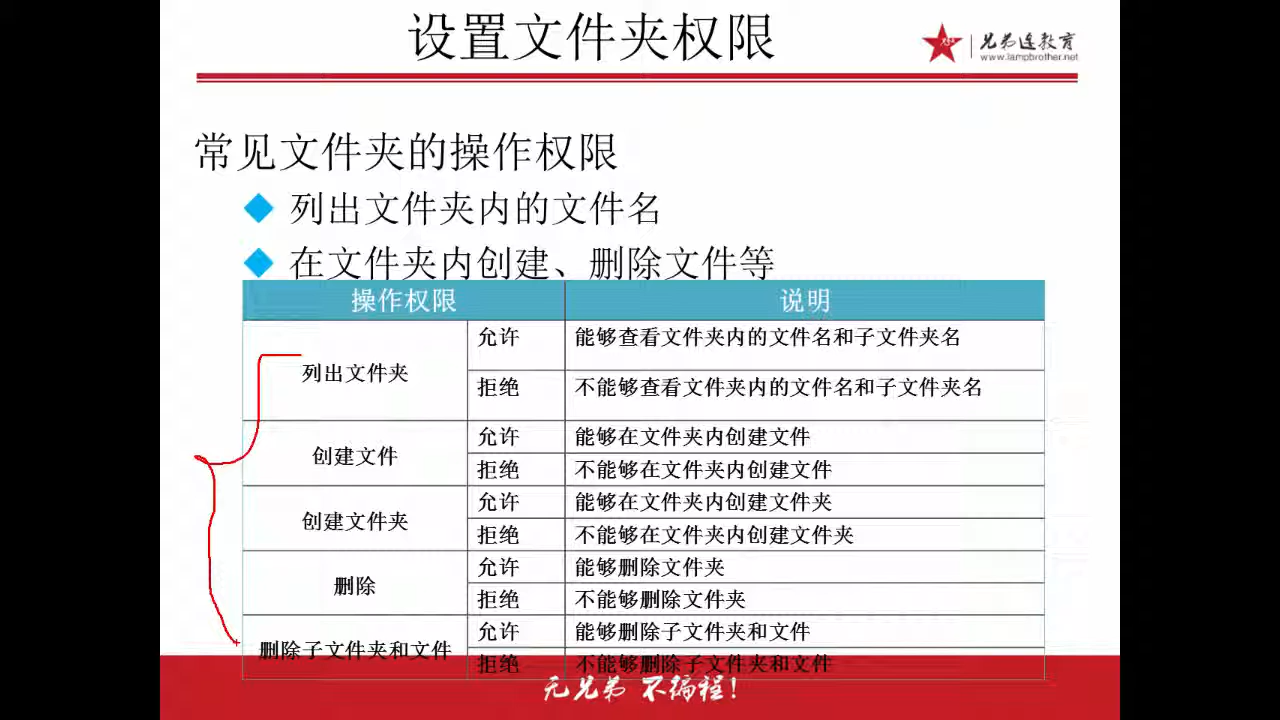 设置文件夹权限
兄弟连教育
www.lampbrother.net
常见文件夹的操作权限
列出文件夹内的文件名
在文件夹内创建、删除文件等
操作权限 说明
列出文件夹 允许 能够查看文件夹内的文件名和子文件夹名
拒绝 不能够查看文件夹内的文件名和子文件夹名
创建文件 允许 能够在文件夹内创建文件
拒绝 不能够在文件夹内创建文件
创建文件夹 允许 能够在文件夹内创建文件夹
拒绝 不能够在文件夹内创建文件夹
删除 允许 能够删除文件夹
拒绝 不能够删除文件夹
删除子文件夹和文件 允许 能够删除子文件夹和文件
拒绝 不能够删除子文件夹和文件
无兄弟 不编程!